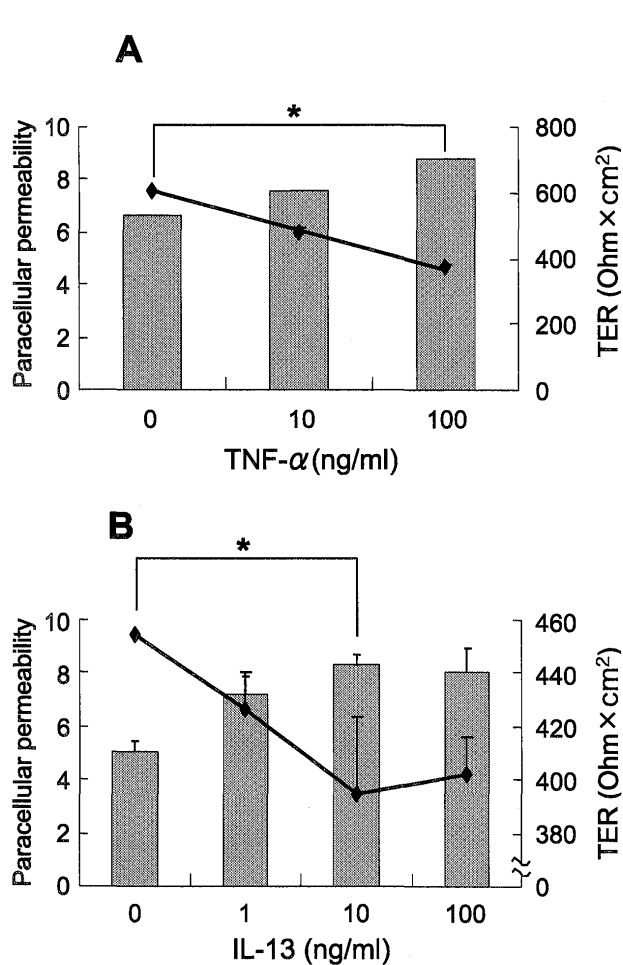 A
*
Paracellular permeability
10
8
6
4
2
0
800
600
400
200
0
TER (Ohm×cm²)
0 10 100
TNF-α (ng/ml)
B
*
Paracellular permeability
10
8
6
4
2
0
460
440
420
400
380
0
TER (Ohm×cm²)
0 1 10 100
IL-13 (ng/ml)